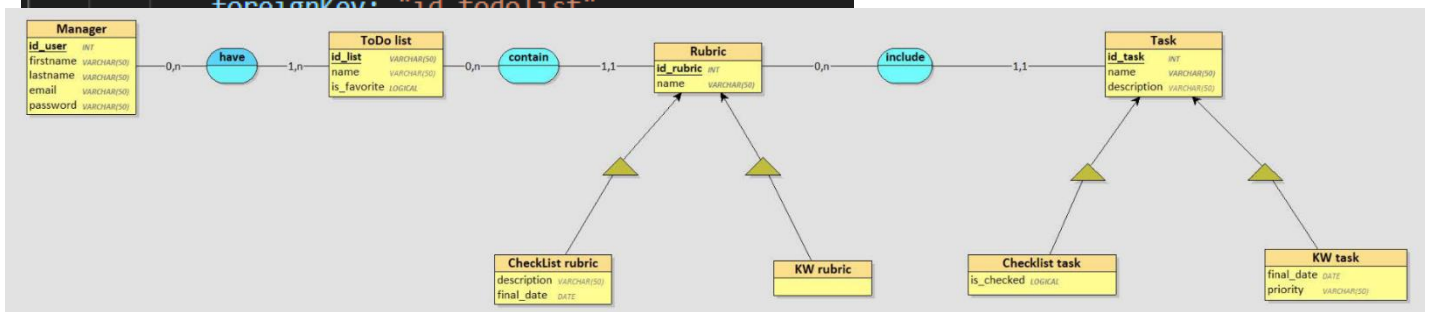 foreignKey: "id_todolist"
Manager
id_user INT
firstname VARCHAR(50)
lastname VARCHAR(50)
email VARCHAR(50)
password VARCHAR(50)
0,n
have
1,n
ToDo list
id_list VARCHAR(50)
name VARCHAR(50)
is_favorite LOGICAL
0,n
contain
1,1
Rubric
id_rubric INT
name VARCHAR(50)
0,n
include
1,1
Task
id_task INT
name VARCHAR(50)
description VARCHAR(50)
CheckList rubric
description VARCHAR(50)
final_date DATE
KW rubric
Checklist task
is_checked LOGICAL
KW task
final_date DATE
priority VARCHAR(50)